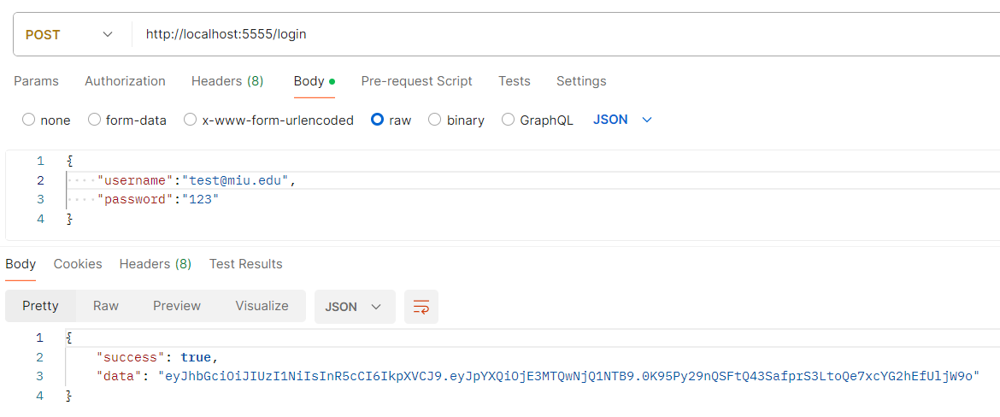 POST http://localhost:5555/login
Params Authorization Headers (8) Body Pre-request Script Tests Settings
none form-data x-www-form-urlencoded raw binary GraphQL JSON
1 {
2 "username":"test@miu.edu",
3 "password":"123"
4 }
Body Cookies Headers (8) Test Results
Pretty Raw Preview Visualize JSON
1 {
2 "success": true,
3 "data": "eyJhbGciOiJIUzI1NiIsInR5cCI6IkpXVCJ9.eyJpYXQiOjE3MTQwNjQ1NTB9.0K95Py29nQSFtQ43SafprS3LtoQe7xcYG2hEfUljW9o"
4 }